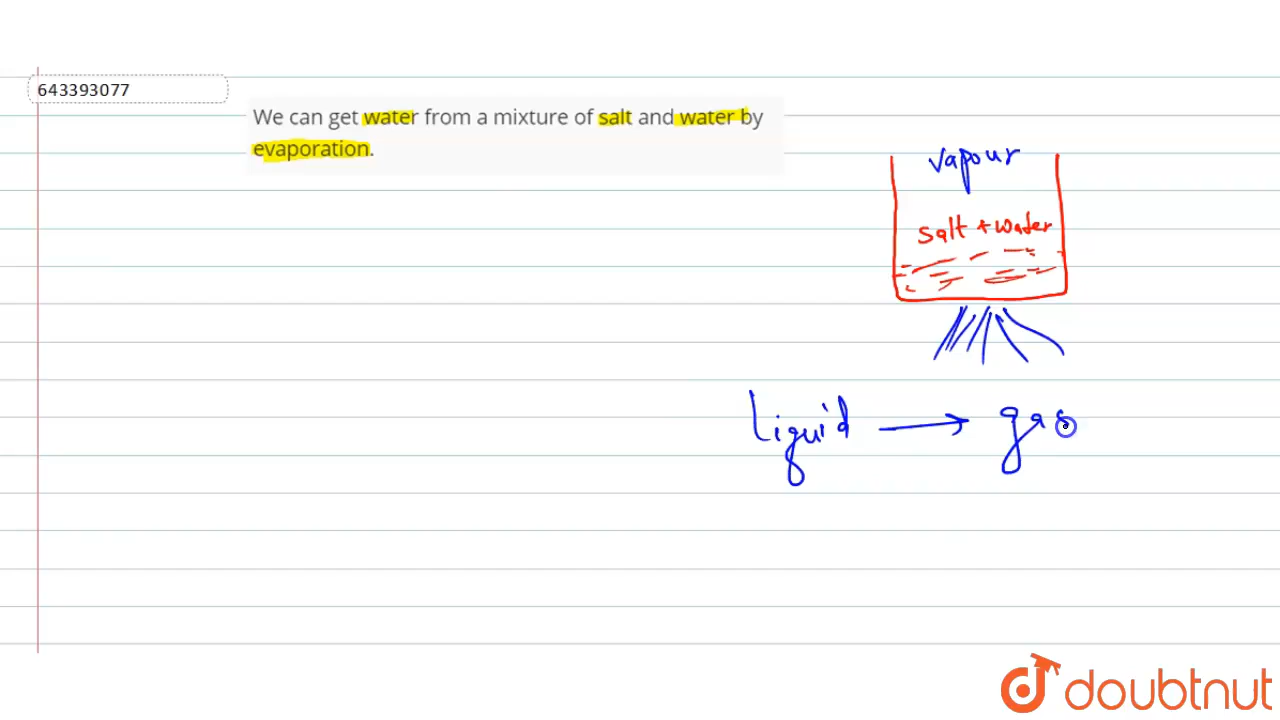 643393077
We can get water from a mixture of salt and water by
evaporation.
vapour
salt + water
Liquid → gas
doubtnut